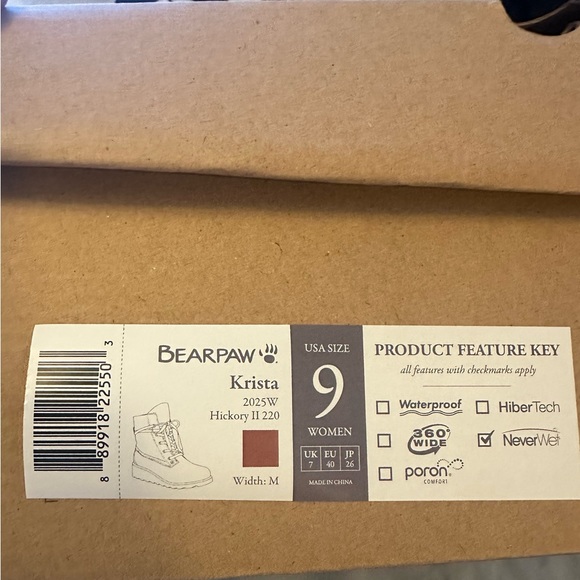 8 89918 22550 3
BEARPAW
Krista
2025W
Hickory II 220
Width: M
USA SIZE
9
WOMEN
UK EU JP
7 40 26
MADE IN CHINA
PRODUCT FEATURE KEY
all features with checkmarks apply
Waterproof
HiberTech
360°
WIDE
NeverWet
poron®
COMFORT